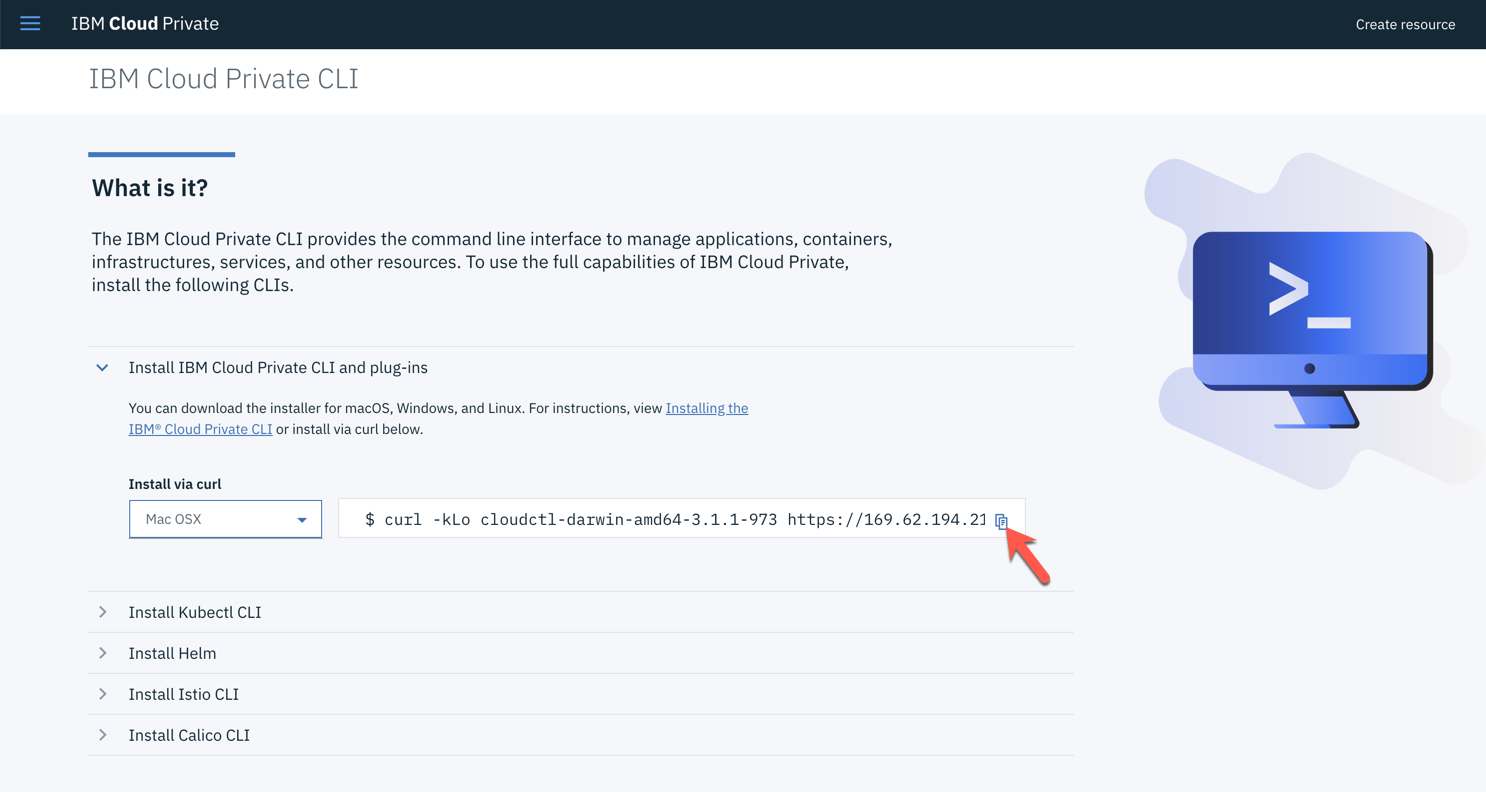 IBM Cloud Private
Create resource
IBM Cloud Private CLI
What is it?
The IBM Cloud Private CLI provides the command line interface to manage applications, containers,
infrastructures, services, and other resources. To use the full capabilities of IBM Cloud Private,
install the following CLIs.
Install IBM Cloud Private CLI and plug-ins
You can download the installer for macOS, Windows, and Linux. For instructions, view Installing the
IBM® Cloud Private CLI or install via curl below.
Install via curl
Mac OSX
$ curl -kLo cloudctl-darwin-amd64-3.1.1-973 https://169.62.194.21
Install Kubectl CLI
Install Helm
Install Istio CLI
Install Calico CLI